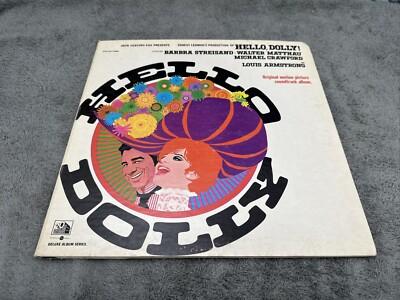 20TH CENTURY-FOX PRESENTS
ERNEST LEHMAN'S PRODUCTION OF
HELLO, DOLLY!
BARBRA STREISAND · WALTER MATTHAU
MICHAEL CRAWFORD
LOUIS ARMSTRONG
Original motion picture
soundtrack album.
HELLO
DOLLY
DELUXE ALBUM SERIES